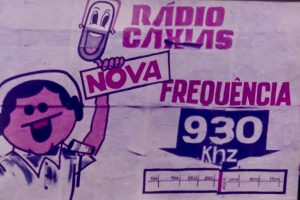 RÁDIO
CAXIAS
NOVA
FREQUÊNCIA
930
Khz